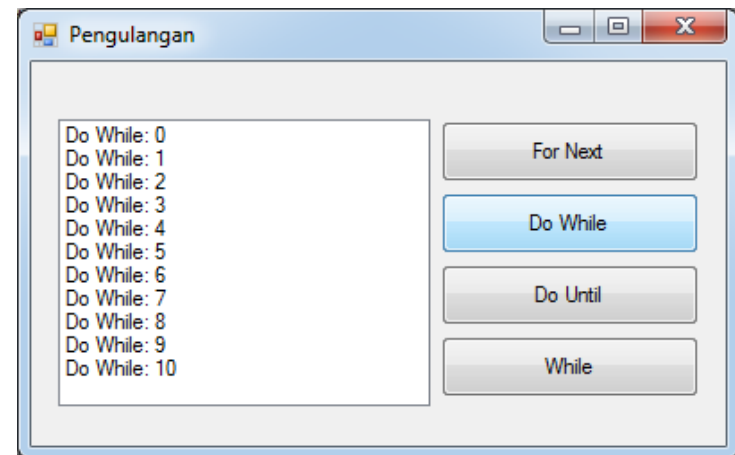 Pengulangan
Do While: 0
Do While: 1
Do While: 2
Do While: 3
Do While: 4
Do While: 5
Do While: 6
Do While: 7
Do While: 8
Do While: 9
Do While: 10
For Next
Do While
Do Until
While